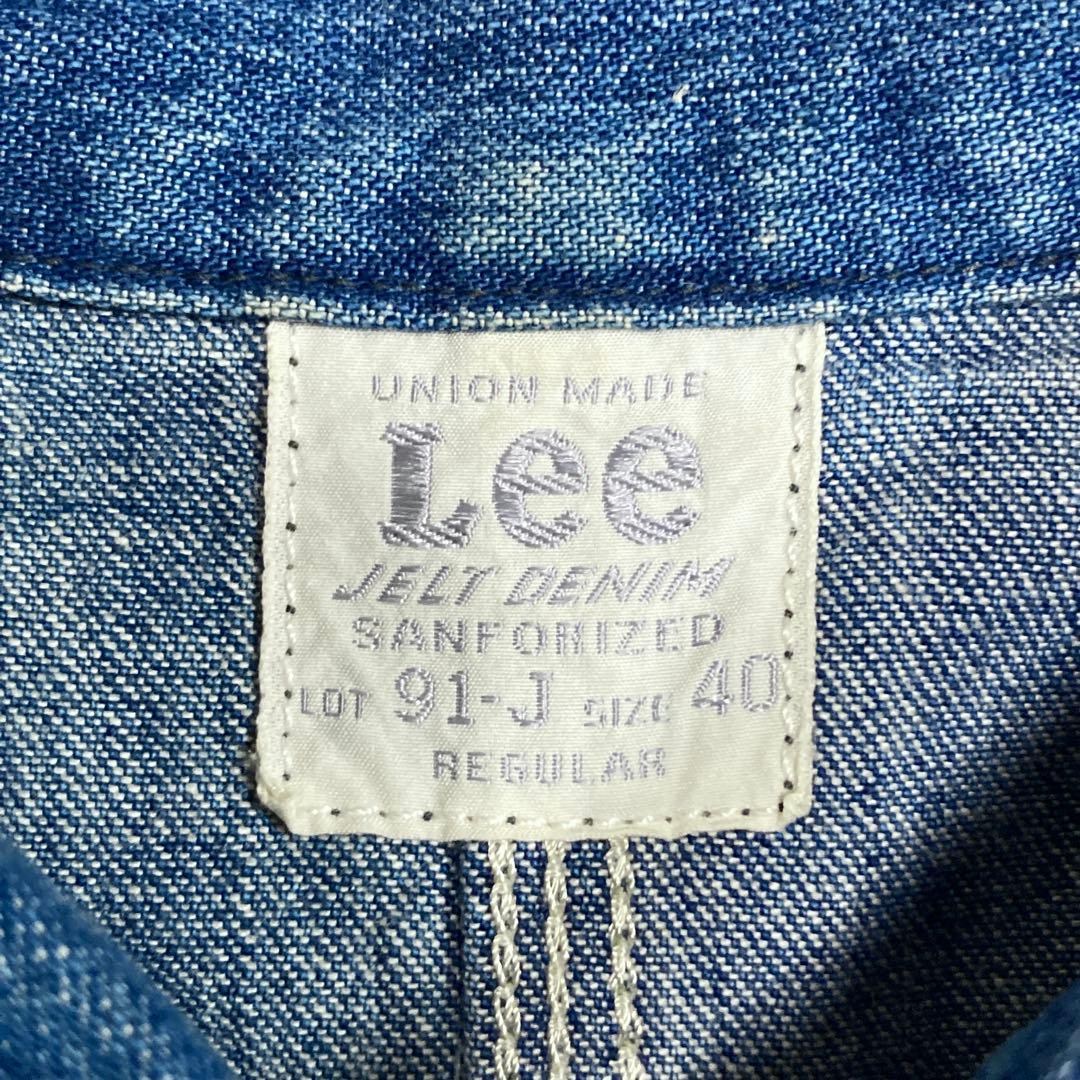 UNION MADE
Lee
JELT DENIM
SANFORIZED
LOT 91-J SIZE 40
REGULAR